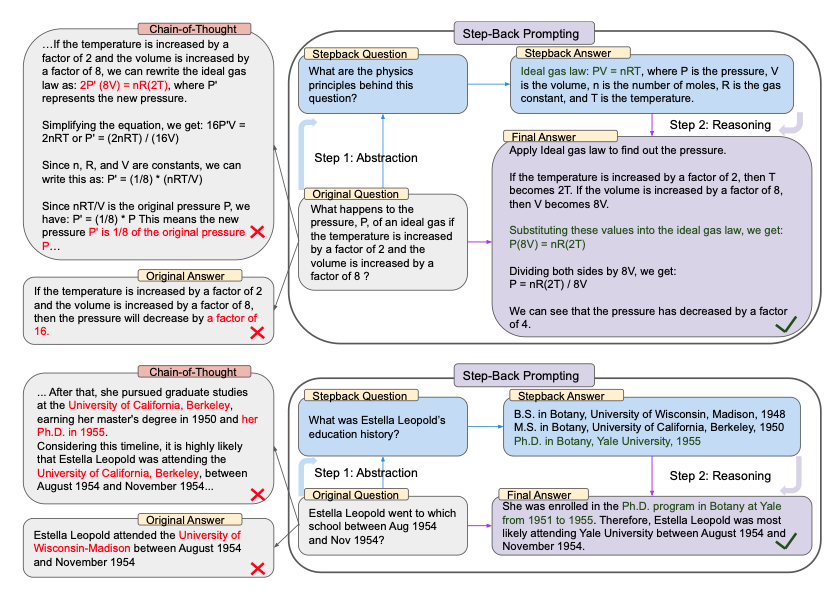 Chain-of-Thought
...If the temperature is increased by a
factor of 2 and the volume is increased by
a factor of 8, we can rewrite the ideal gas
law as: 2P' (8V) = nR(2T), where P'
represents the new pressure.
Simplifying the equation, we get: 16P'V =
2nRT or P' = (2nRT) / (16V)
Since n, R, and V are constants, we can
write this as: P' = (1/8) * (nRT/V)
Since nRT/V is the original pressure P, we
have: P' = (1/8) * P This means the new
pressure P' is 1/8 of the original pressure
P...
Original Answer
If the temperature is increased by a factor of 2
and the volume is increased by a factor of 8,
then the pressure will decrease by a factor of
16.
Step-Back Prompting
Stepback Question
What are the physics
principles behind this
question?
Stepback Answer
Ideal gas law: PV = nRT, where P is the pressure, V
is the volume, n is the number of moles, R is the gas
constant, and T is the temperature.
Step 1: Abstraction
Step 2: Reasoning
Original Question
What happens to the
pressure, P, of an ideal gas if
the temperature is increased
by a factor of 2 and the
volume is increased by a
factor of 8 ?
Final Answer
Apply Ideal gas law to find out the pressure.
If the temperature is increased by a factor of 2, then T
becomes 2T. If the volume is increased by a factor of 8,
then V becomes 8V.
Substituting these values into the ideal gas law, we get:
P(8V) = nR(2T)
Dividing both sides by 8V, we get:
P = nR(2T) / 8V
We can see that the pressure has decreased by a factor
of 4.
Chain-of-Thought
... After that, she pursued graduate studies
at the University of California, Berkeley,
earning her master's degree in 1950 and her
Ph.D. in 1955.
Considering this timeline, it is highly likely
that Estella Leopold was attending the
University of California, Berkeley, between
August 1954 and November 1954...
Original Answer
Estella Leopold attended the University of
Wisconsin-Madison between August 1954
and November 1954
Step-Back Prompting
Stepback Question
What was Estella Leopold's
education history?
Stepback Answer
B.S. in Botany, University of Wisconsin, Madison, 1948
M.S. in Botany, University of California, Berkeley, 1950
Ph.D. in Botany, Yale University, 1955
Step 1: Abstraction
Step 2: Reasoning
Original Question
Estella Leopold went to which
school between Aug 1954
and Nov 1954?
Final Answer
She was enrolled in the Ph.D. program in Botany at Yale
from 1951 to 1955. Therefore, Estella Leopold was most
likely attending Yale University between August 1954 and
November 1954.